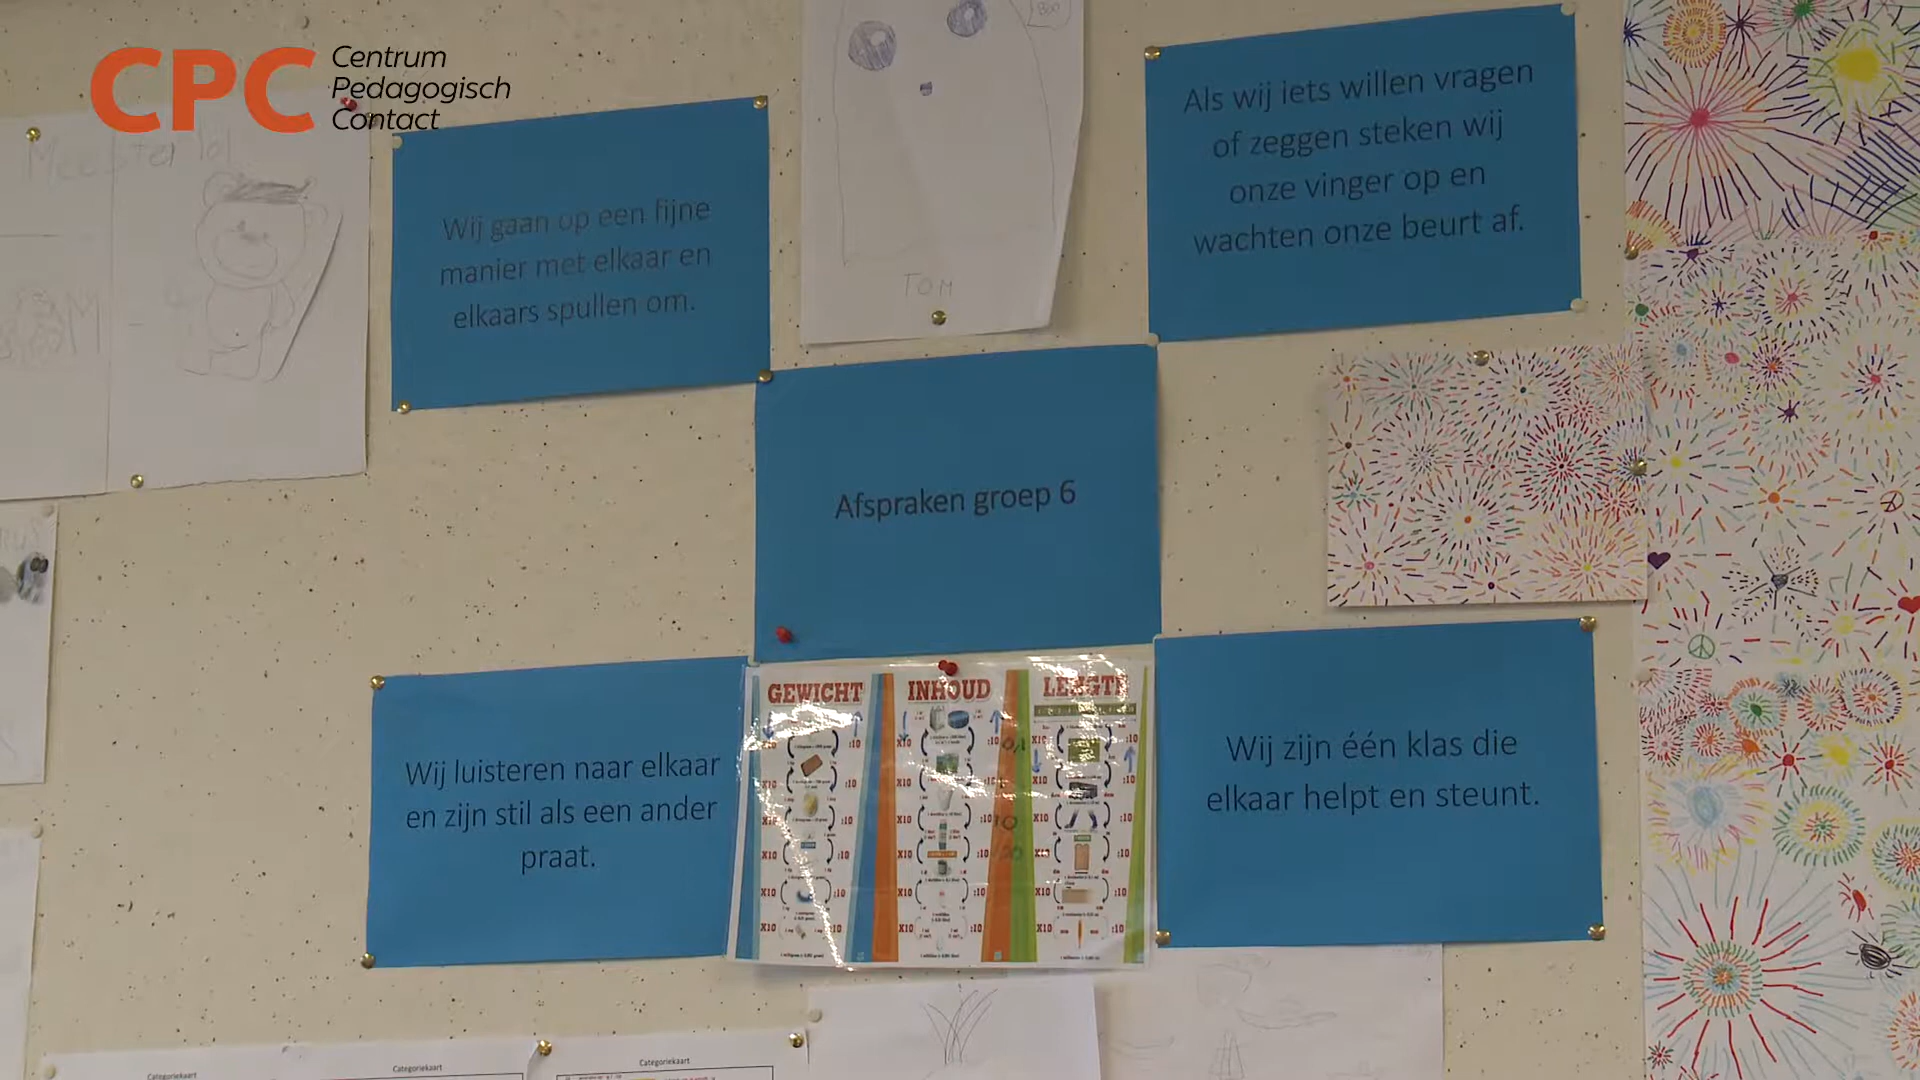 CPC
Centrum
Pedagogisch
Contact
Wij gaan op een fijne
manier met elkaar en
elkaars spullen om.
TOM
Als wij iets willen vragen
of zeggen steken wij
onze vinger op en
wachten onze beurt af.
Afspraken groep 6
Wij luisteren naar elkaar
en zijn stil als een ander
praat.
GEWICHT
INHOUD
LENGTE
Wij zijn één klas die
elkaar helpt en steunt.
Categoriekaart
Categoriekaart
Categoriekaart